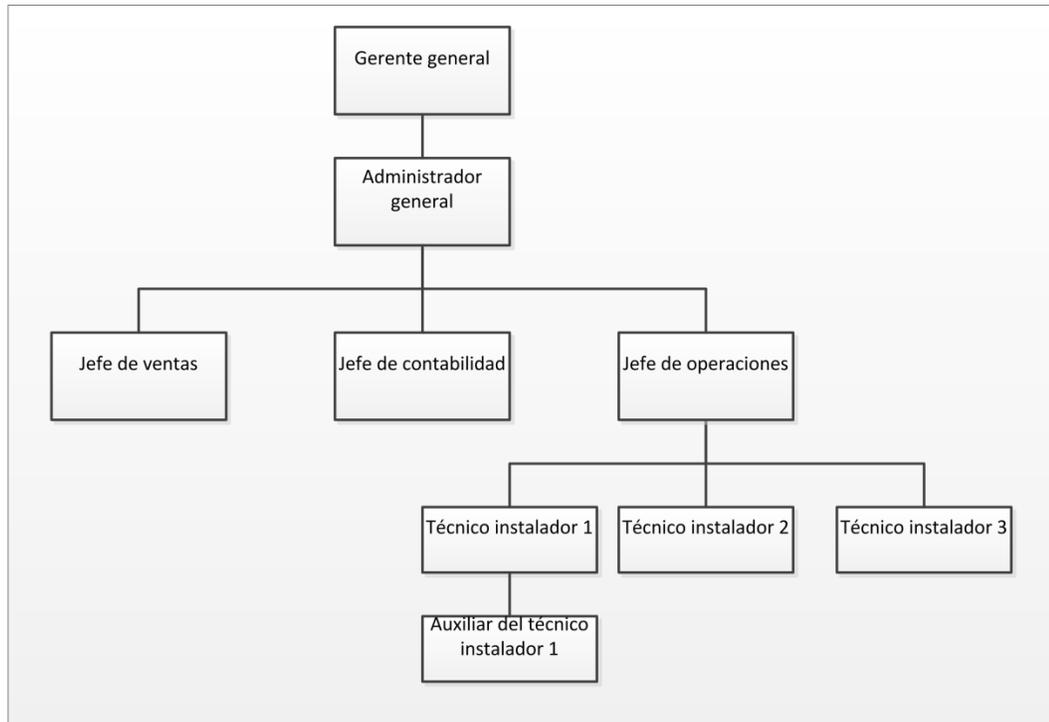 Gerente general
Administrador
general
Jefe de ventas
Jefe de contabilidad
Jefe de operaciones
Técnico instalador 1
Técnico instalador 2
Técnico instalador 3
Auxiliar del técnico
instalador 1